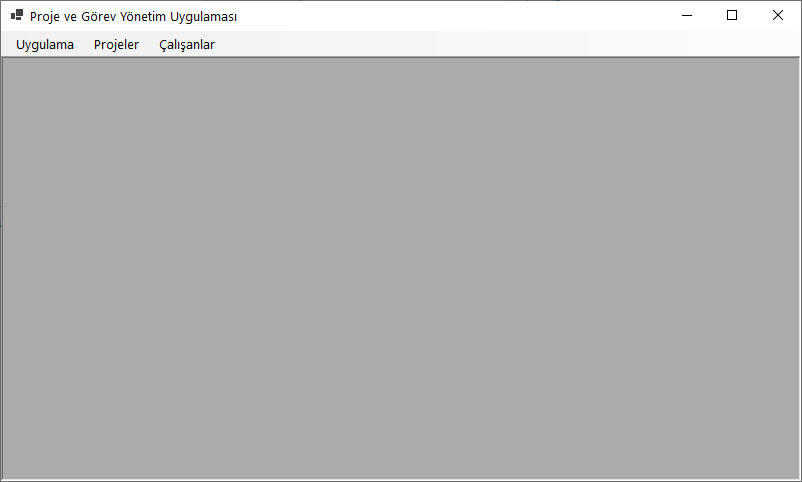 Proje ve Görev Yönetim Uygulaması
Uygulama Projeler Çalışanlar